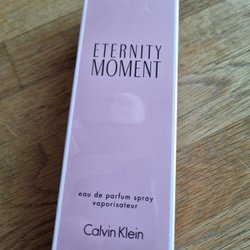 ETERNITY
MOMENT
eau de parfum spray
vaporisateur
Calvin Klein